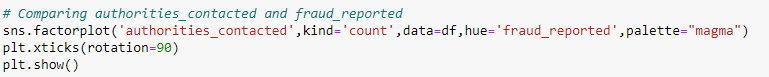 # Comparing authorities_contacted and fraud_reported
sns.factorplot('authorities_contacted',kind='count',data=df,hue='fraud_reported',palette="magma")
plt.xticks(rotation=90)
plt.show()